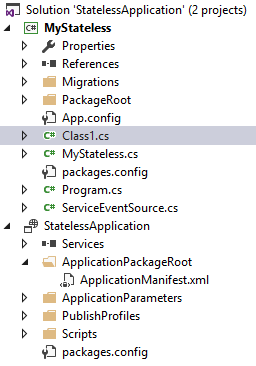 Solution 'StatelessApplication' (2 projects)
C# MyStateless
Properties
References
Migrations
PackageRoot
App.config
C# Class1.cs
C# MyStateless.cs
packages.config
C# Program.cs
C# ServiceEventSource.cs
StatelessApplication
Services
ApplicationPackageRoot
ApplicationManifest.xml
ApplicationParameters
PublishProfiles
Scripts
packages.config